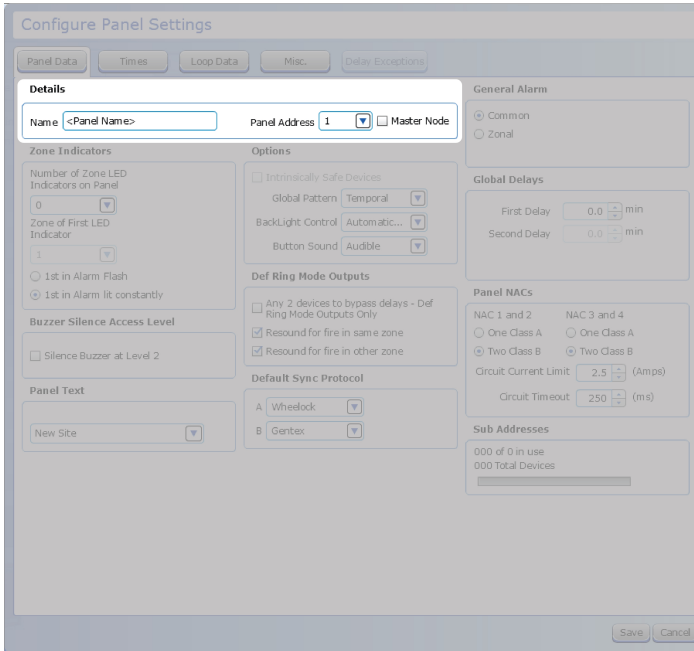 Configure Panel Settings
Panel Data Times Loop Data Misc. Delay Exceptions
Details
Name <Panel Name> Panel Address 1 Master Node
General Alarm
Common
Zonal
Zone Indicators
Number of Zone LED
Indicators on Panel
0
Zone of First LED
Indicator
1
1st in Alarm Flash
1st in Alarm lit constantly
Buzzer Silence Access Level
Silence Buzzer at Level 2
Panel Text
New Site
Options
Intrinsically Safe Devices
Global Pattern Temporal
BackLight Control Automatic...
Button Sound Audible
Def Ring Mode Outputs
Any 2 devices to bypass delays - Def
Ring Mode Outputs Only
Resound for fire in same zone
Resound for fire in other zone
Default Sync Protocol
A Wheelock
B Gentex
Global Delays
First Delay 0.0 min
Second Delay 0.0 min
Panel NACs
NAC 1 and 2 NAC 3 and 4
One Class A One Class A
Two Class B Two Class B
Circuit Current Limit 2.5 (Amps)
Circuit Timeout 250 (ms)
Sub Addresses
000 of 0 in use
000 Total Devices
Save Cancel